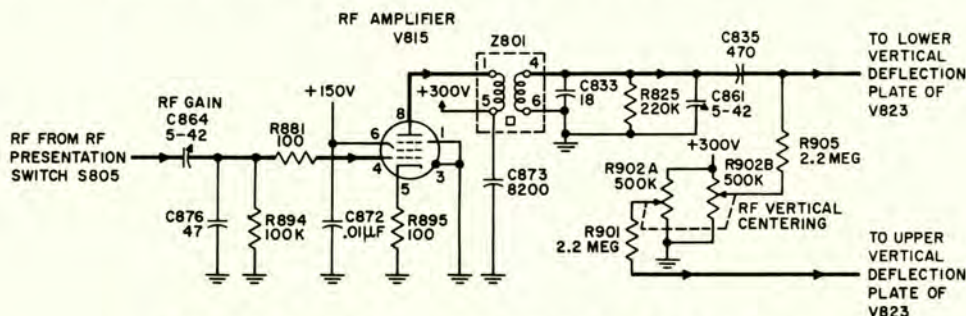 RF AMPLIFIER
V815
Z801
1
4
5
6
+300V
C833
18
R825
220K
C861
5-42
C835
470
TO LOWER
VERTICAL
DEFLECTION
PLATE OF
V823
+150V
RF GAIN
C864
5-42
RF FROM RF
PRESENTATION
SWITCH S805
R881
100
8
6
4
5
1
3
C876
47
R894
100K
C872
.01μF
R895
100
C873
8200
+300V
R902A
500K
R902B
500K
R905
2.2 MEG
RF VERTICAL
CENTERING
R901
2.2 MEG
TO UPPER
VERTICAL
DEFLECTION
PLATE OF
V823